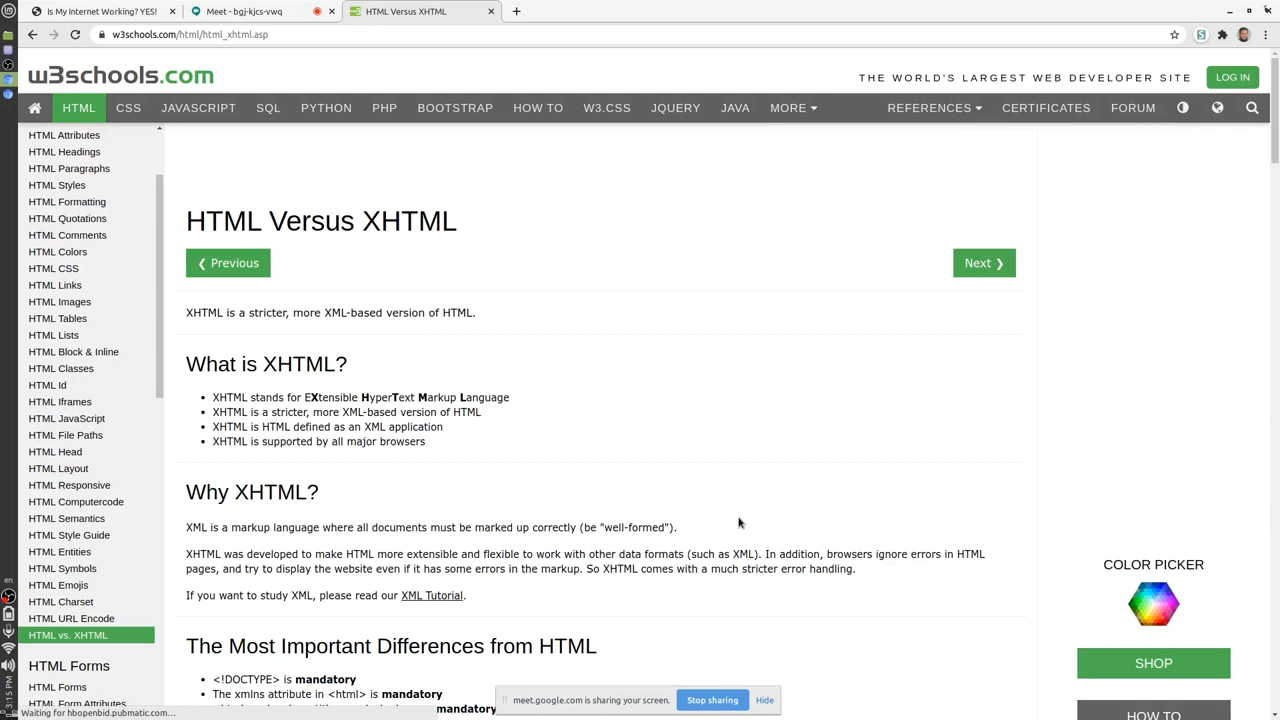 Is My Internet Working? YES!
Meet - bgj-kjcs-vwq
HTML Versus XHTML
w3schools.com/html/html_xhtml.asp
w3schools.com
THE WORLD'S LARGEST WEB DEVELOPER SITE
LOG IN
HTML
CSS
JAVASCRIPT
SQL
PYTHON
PHP
BOOTSTRAP
HOW TO
W3.CSS
JQUERY
JAVA
MORE
REFERENCES
CERTIFICATES
FORUM
HTML Attributes
HTML Headings
HTML Paragraphs
HTML Styles
HTML Formatting
HTML Quotations
HTML Comments
HTML Colors
HTML CSS
HTML Links
HTML Images
HTML Tables
HTML Lists
HTML Block & Inline
HTML Classes
HTML Id
HTML Iframes
HTML JavaScript
HTML File Paths
HTML Head
HTML Layout
HTML Responsive
HTML Computercode
HTML Semantics
HTML Style Guide
HTML Entities
HTML Symbols
HTML Emojis
HTML Charset
HTML URL Encode
HTML vs. XHTML
HTML Forms
HTML Forms
HTML Form Attributes
HTML Versus XHTML
❮ Previous
Next ❯
XHTML is a stricter, more XML-based version of HTML.
What is XHTML?
• XHTML stands for EXtensible HyperText Markup Language
• XHTML is a stricter, more XML-based version of HTML
• XHTML is HTML defined as an XML application
• XHTML is supported by all major browsers
Why XHTML?
XML is a markup language where all documents must be marked up correctly (be "well-formed").
XHTML was developed to make HTML more extensible and flexible to work with other data formats (such as XML). In addition, browsers ignore errors in HTML
pages, and try to display the website even if it has some errors in the markup. So XHTML comes with a much stricter error handling.
If you want to study XML, please read our XML Tutorial.
The Most Important Differences from HTML
• <!DOCTYPE> is mandatory
• The xmlns attribute in <html> is mandatory
mandatory
COLOR PICKER
SHOP
HOW TO
meet.google.com is sharing your screen.
Stop sharing
Hide
Waiting for hbopenbid.pubmatic.com...
en
3:15 PM